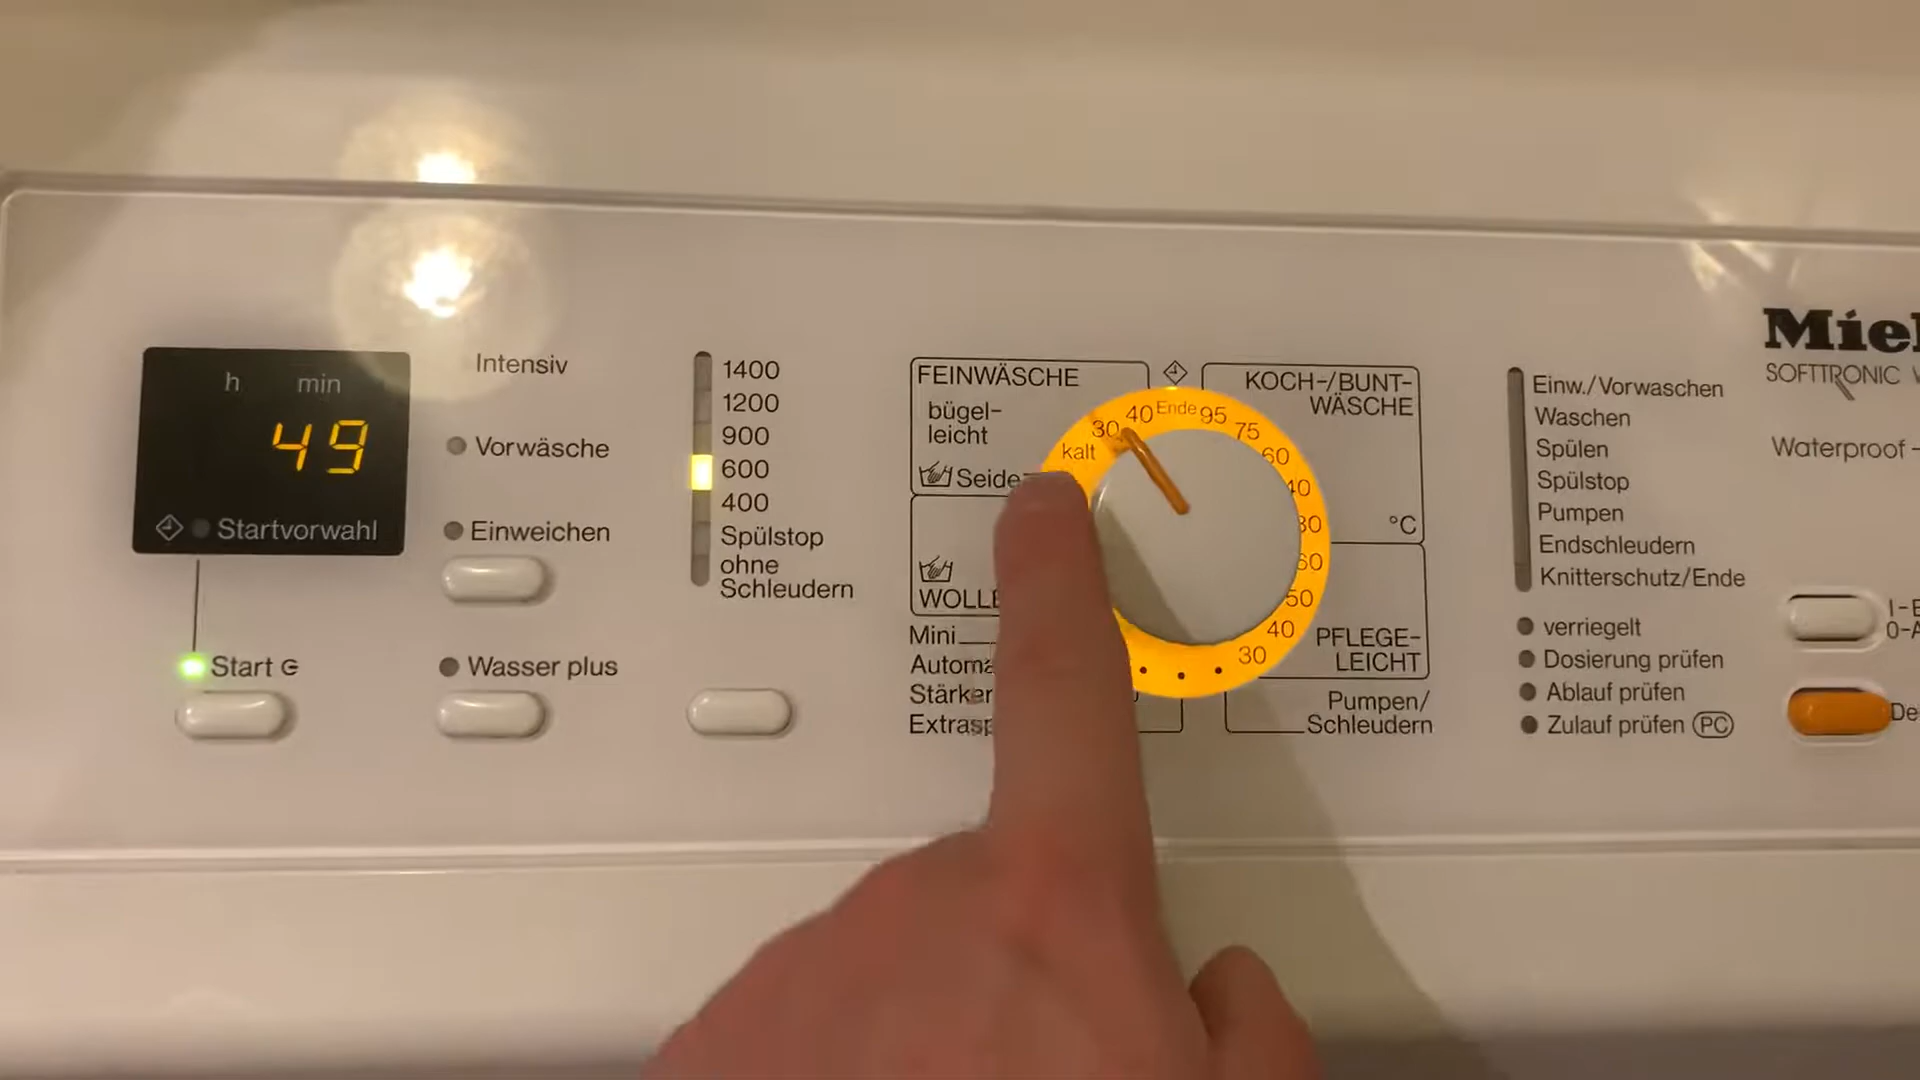 h min
49
Startvorwahl
Start
Intensiv
Vorwäsche
Einweichen
Wasser plus
1400
1200
900
600
400
Spülstop
ohne
Schleudern
FEINWÄSCHE
bügel-
leicht
Seide
WOLLE
Mini
Extrasp
kalt
30
40
Ende
95
75
60
40
30
60
50
40
30
KOCH-/BUNT-
WÄSCHE
°C
PFLEGE-
LEICHT
Pumpen/
Schleudern
Einw./Vorwaschen
Waschen
Spülen
Spülstop
Pumpen
Endschleudern
Knitterschutz/Ende
verriegelt
Dosierung prüfen
Ablauf prüfen
Zulauf prüfen PC
Miel
SOFTTRONIC
Waterproof-